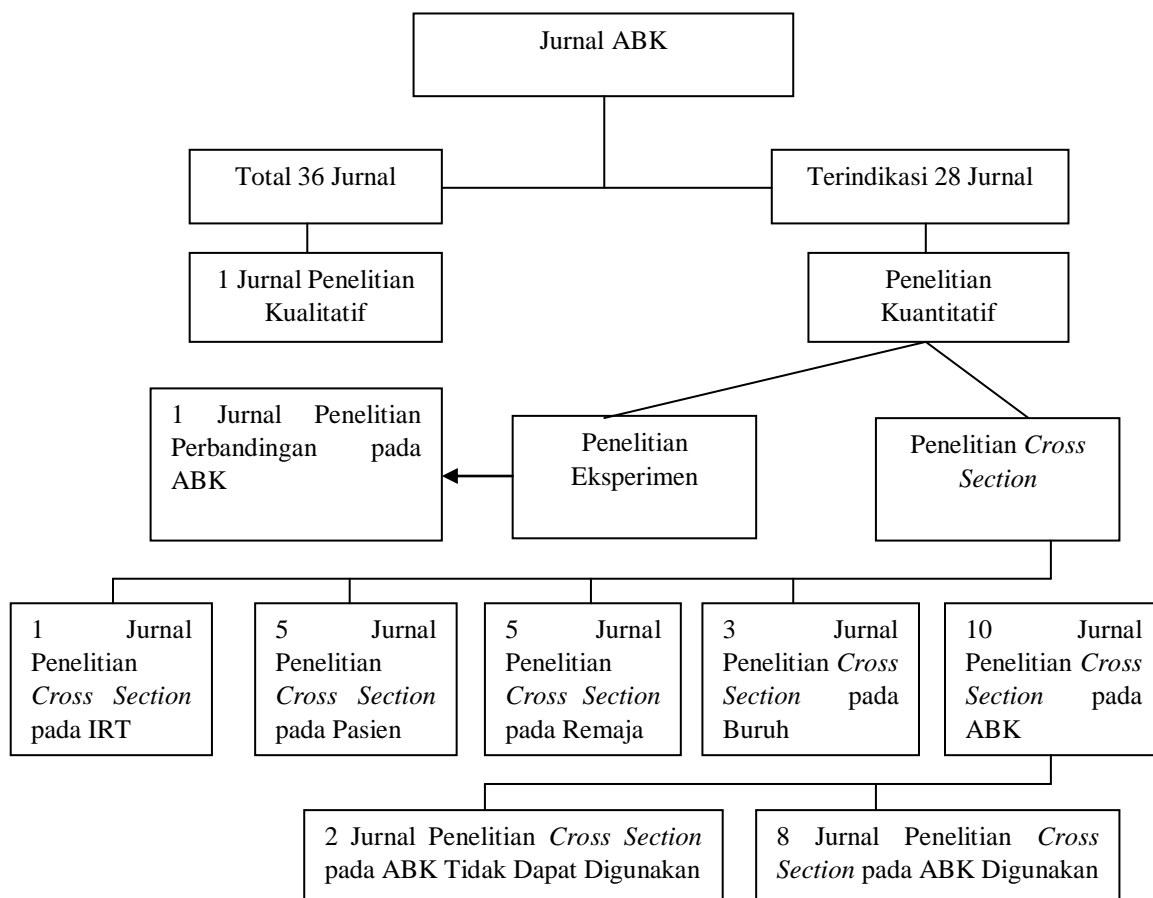 Jurnal ABK
Total 36 Jurnal
Terindikasi 28 Jurnal
1 Jurnal Penelitian
Kualitatif
Penelitian
Kuantitatif
1 Jurnal Penelitian
Perbandingan pada
ABK
Penelitian
Eksperimen
Penelitian Cross
Section
1 Jurnal
Penelitian
Cross Section
pada IRT
5 Jurnal
Penelitian
Cross Section
pada Pasien
5 Jurnal
Penelitian
Cross Section
pada Remaja
3 Jurnal
Penelitian Cross
Section pada
Buruh
10 Jurnal
Penelitian Cross
Section pada
ABK
2 Jurnal Penelitian Cross Section
pada ABK Tidak Dapat Digunakan
8 Jurnal Penelitian Cross
Section pada ABK Digunakan